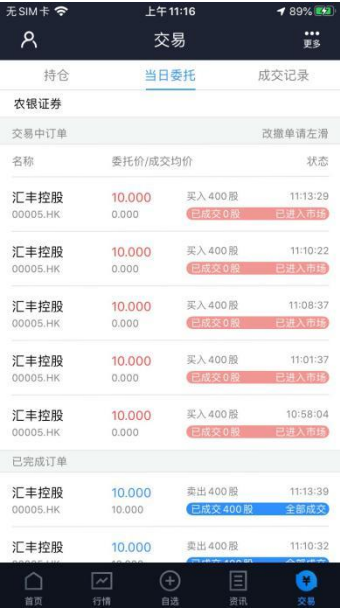 无SIM卡 上午11:16 89%
交易 更多
持仓 当日委托 成交记录
农银证券
交易中订单 改撤单请左滑
名称 委托价/成交均价 状态
汇丰控股 10.000 买入400股 11:13:29
00005.HK 0.000 已成交0股 已进入市场
汇丰控股 10.000 买入400股 11:10:22
00005.HK 0.000 已成交0股 已进入市场
汇丰控股 10.000 买入400股 11:08:37
00005.HK 0.000 已成交0股 已进入市场
汇丰控股 10.000 买入400股 11:01:37
00005.HK 0.000 已成交0股 已进入市场
汇丰控股 10.000 买入400股 10:58:04
00005.HK 0.000 已成交0股 已进入市场
已完成订单
汇丰控股 10.000 卖出400股 11:13:39
00005.HK 10.000 已成交400股 全部成交
汇丰控股 10.000 卖出400股 11:10:32
首页 行情 自选 资讯 交易